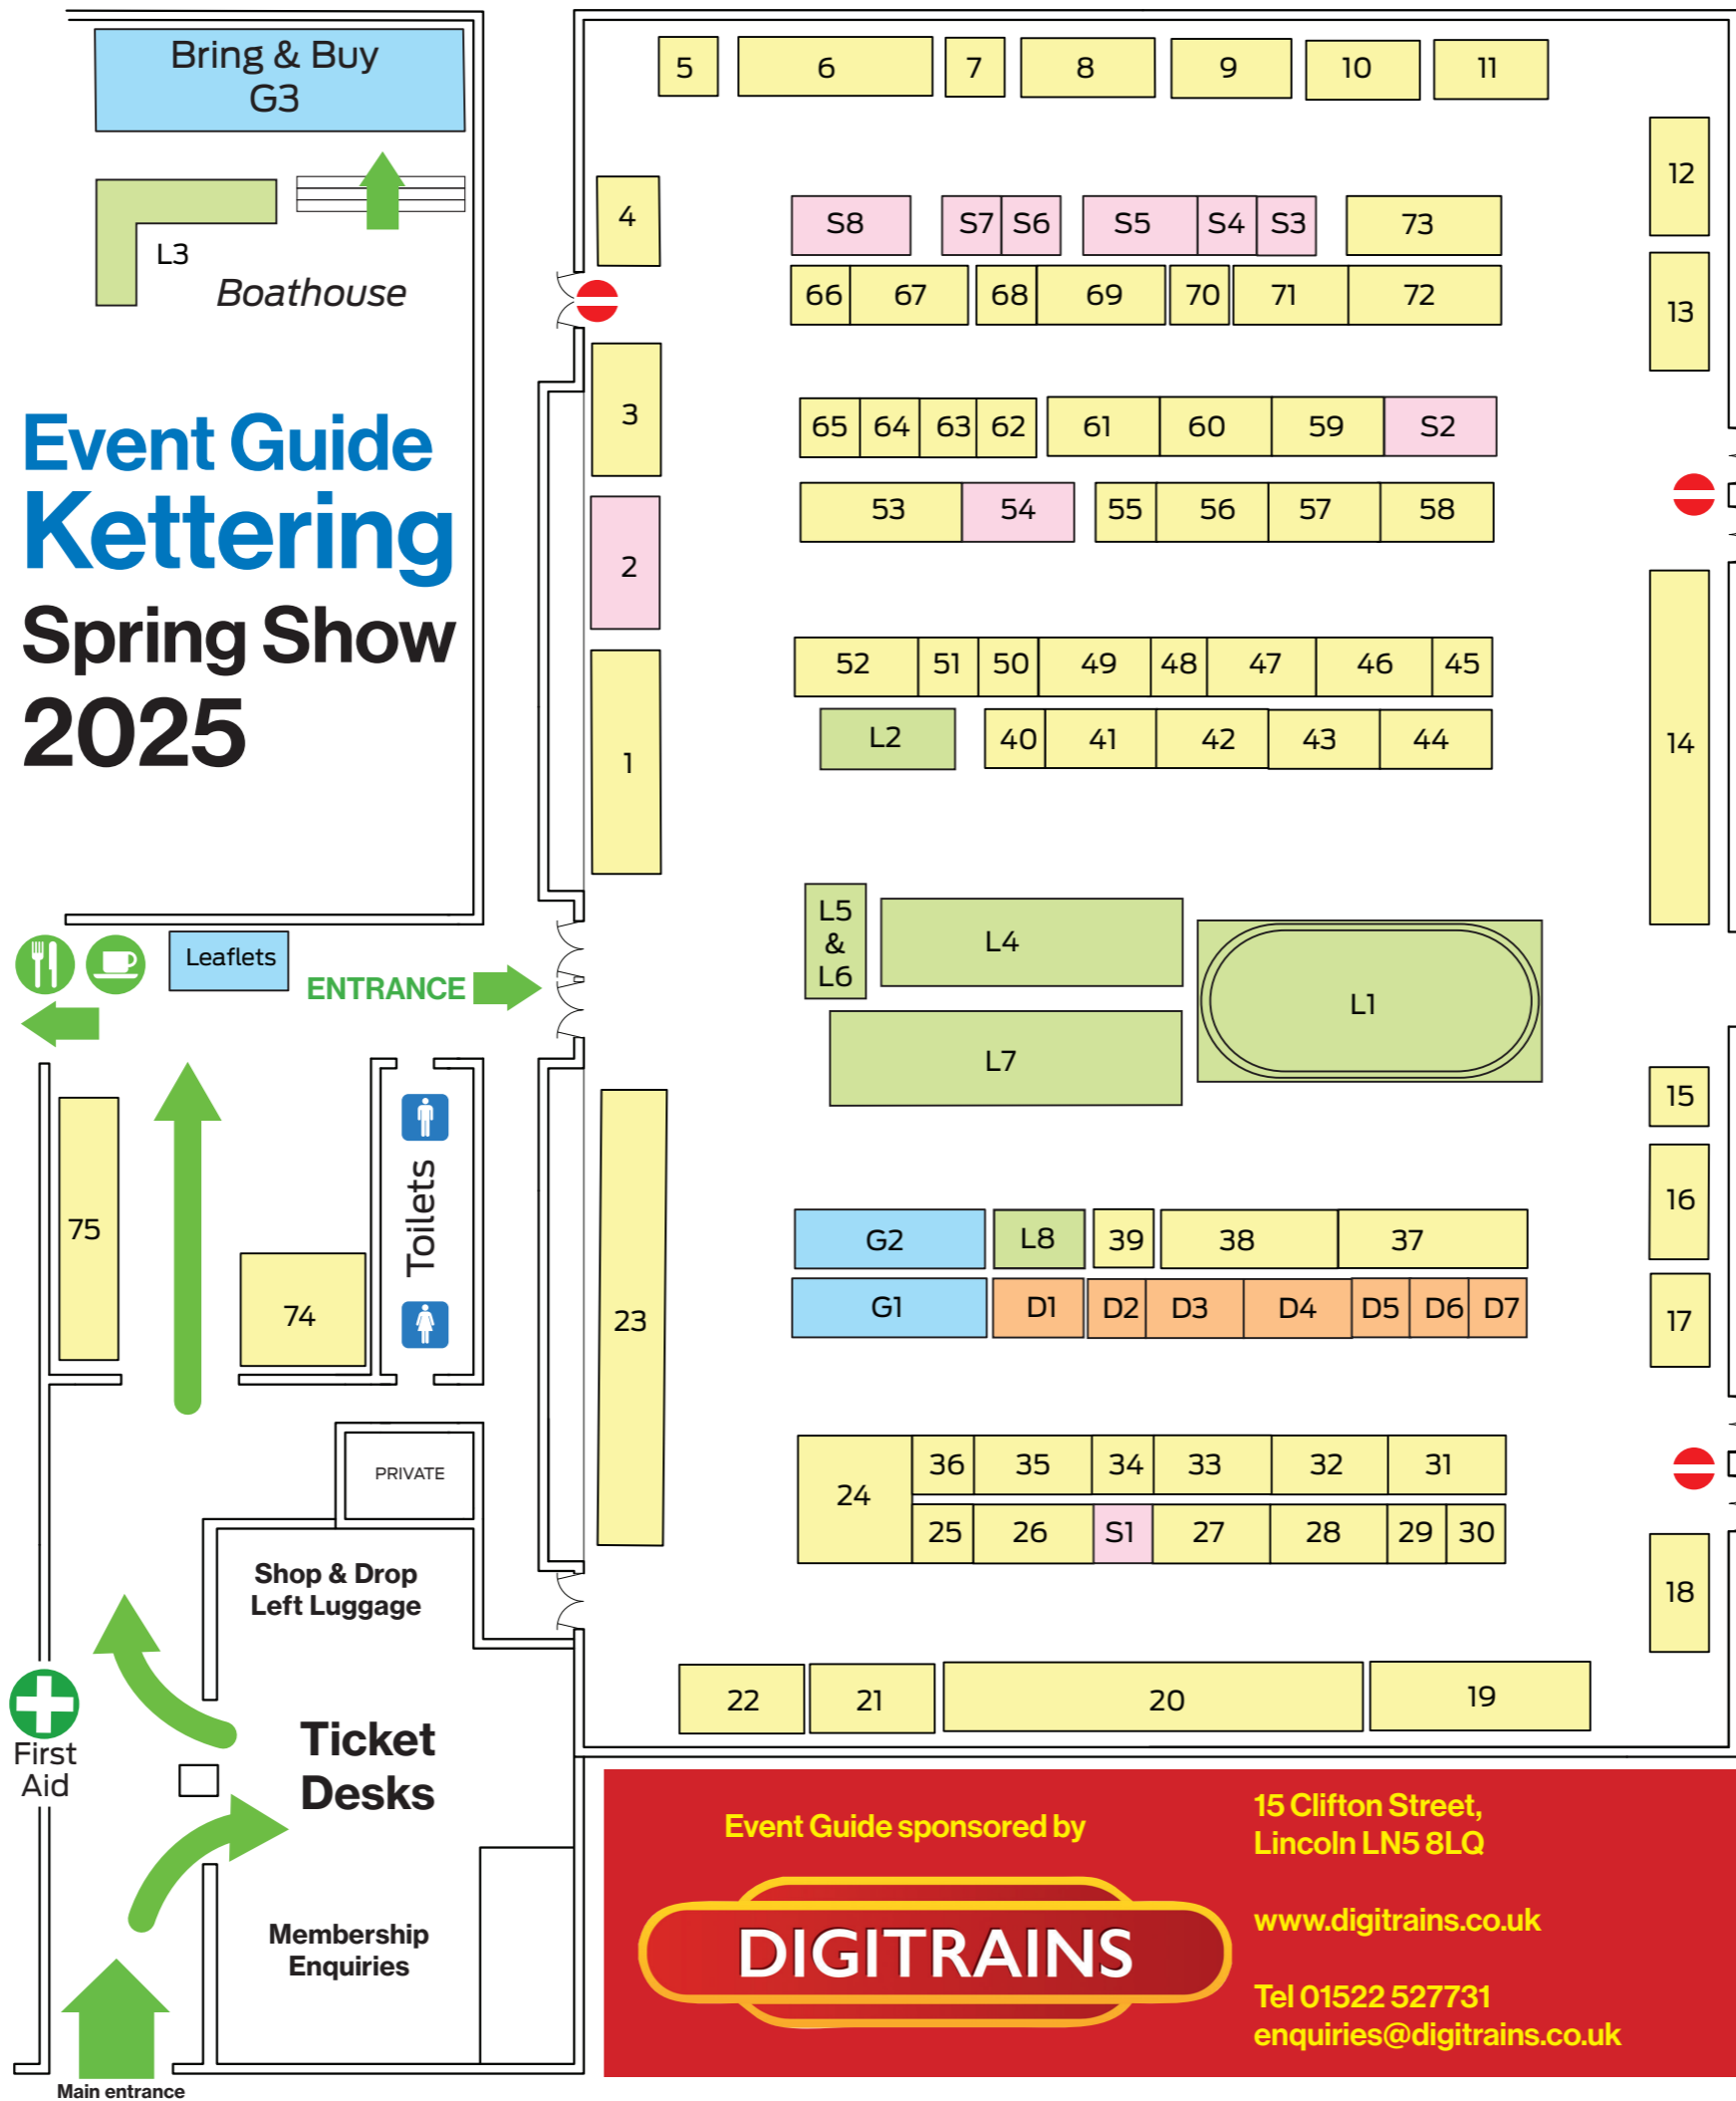 Bring & Buy
G3
L3
Boathouse
Event Guide
Kettering
Spring Show
2025
Leaflets
ENTRANCE
75
74
Toilets
PRIVATE
Shop & Drop
Left Luggage
First
Aid
Ticket
Desks
Membership
Enquiries
Main entrance
5 6 7 8 9 10 11
12
4
S8 S7 S6 S5 S4 S3 73
66 67 68 69 70 71 72
13
3
65 64 63 62 61 60 59 S2
53 54 55 56 57 58
2
52 51 50 49 48 47 46 45
L2 40 41 42 43 44
1
14
L5
&
L6
L4
L1
L7
15
16
G2 L8 39 38 37
G1 D1 D2 D3 D4 D5 D6 D7
23
17
24
36 35 34 33 32 31
25 26 S1 27 28 29 30
18
22 21 20 19
Event Guide sponsored by
DIGITRAINS
15 Clifton Street,
Lincoln LN5 8LQ
www.digitrains.co.uk
Tel 01522 527731
enquiries@digitrains.co.uk